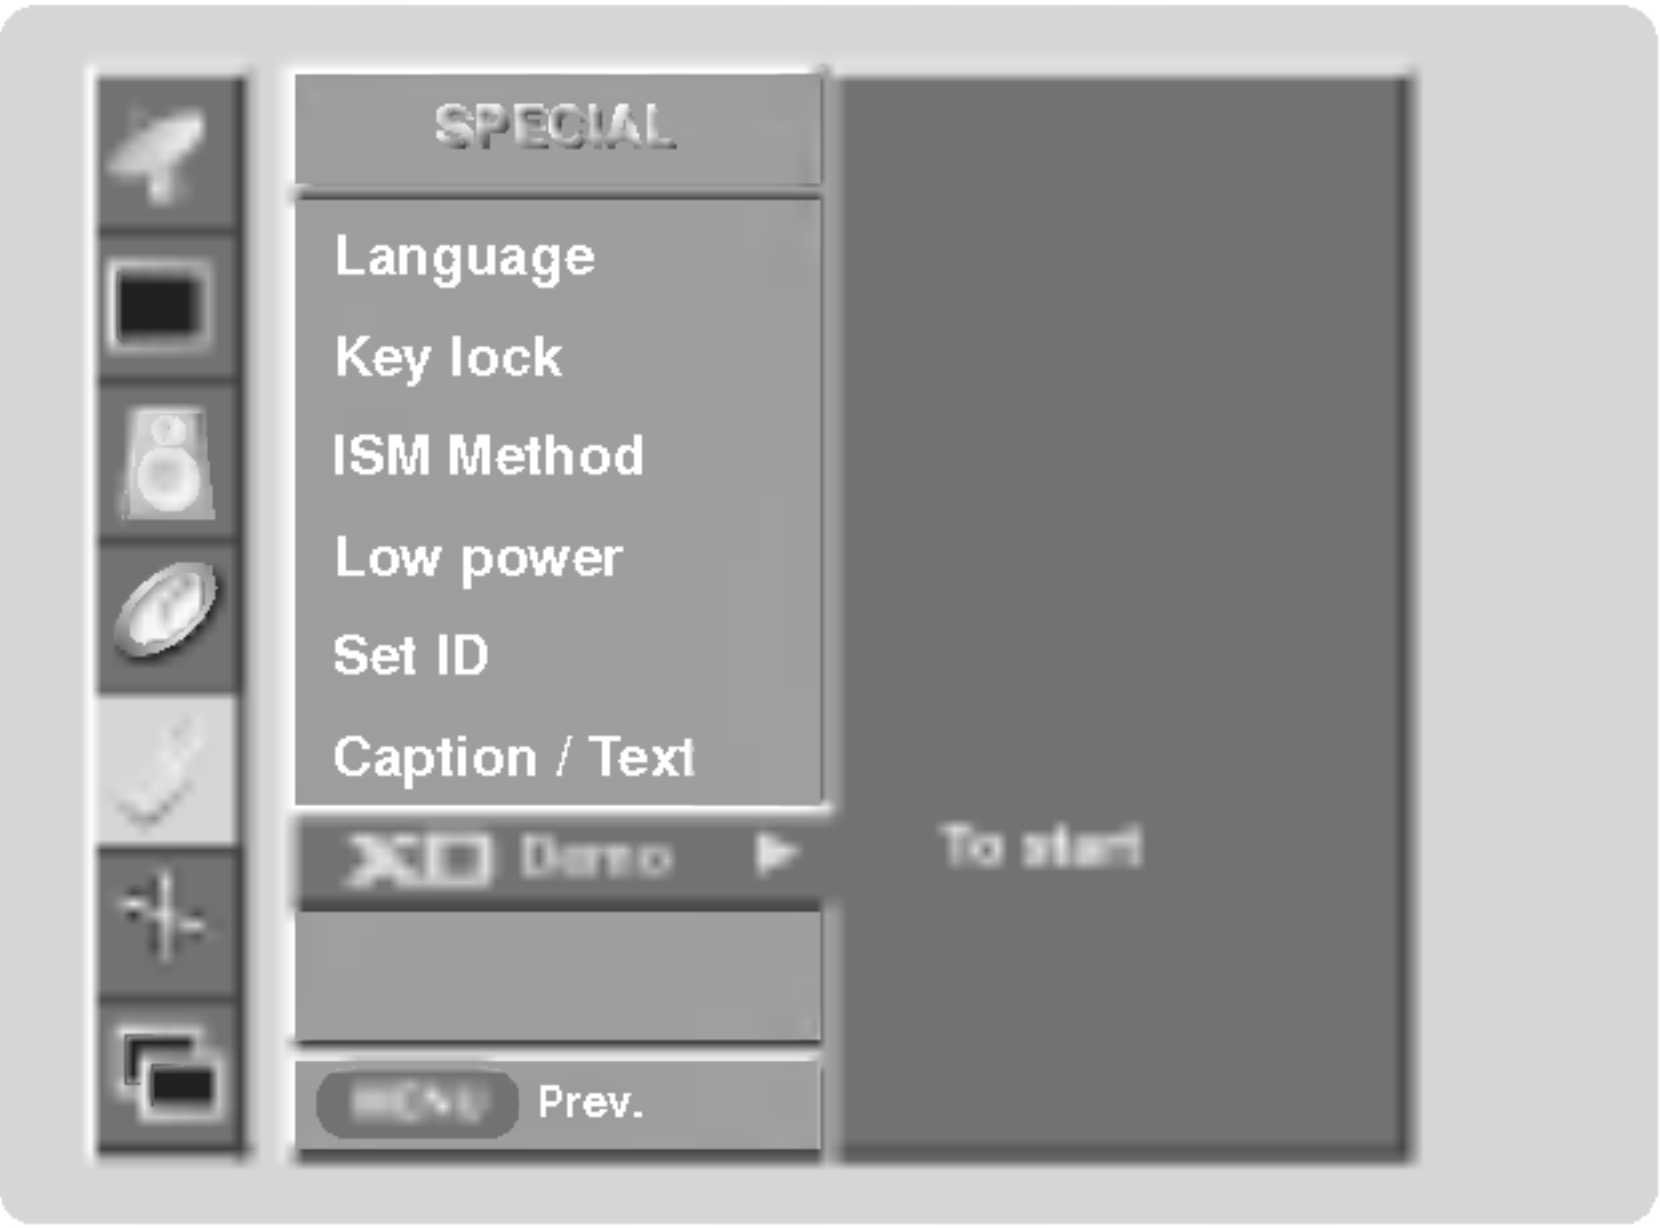 SPECIAL
Language
Key lock
ISM Method
Low power
Set ID
Caption / Text
XD Demo ▶ To start
MENU Prev.